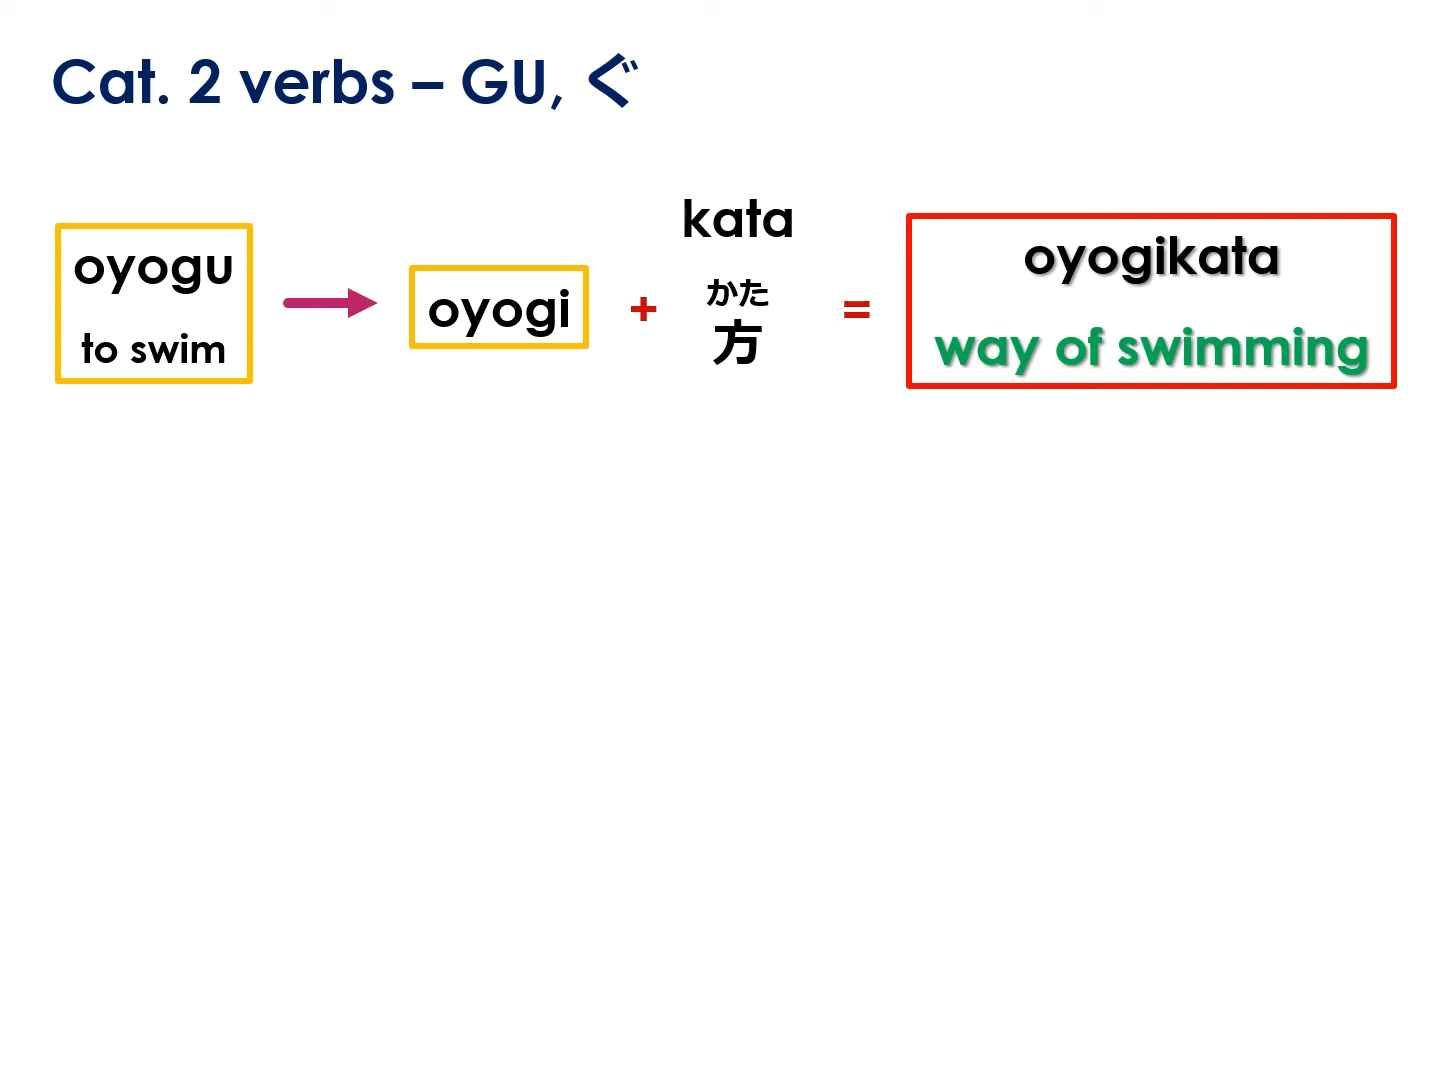 Cat. 2 verbs – GU, ぐ
oyogu
to swim
oyogi
+
kata
かた
方
=
oyogikata
way of swimming